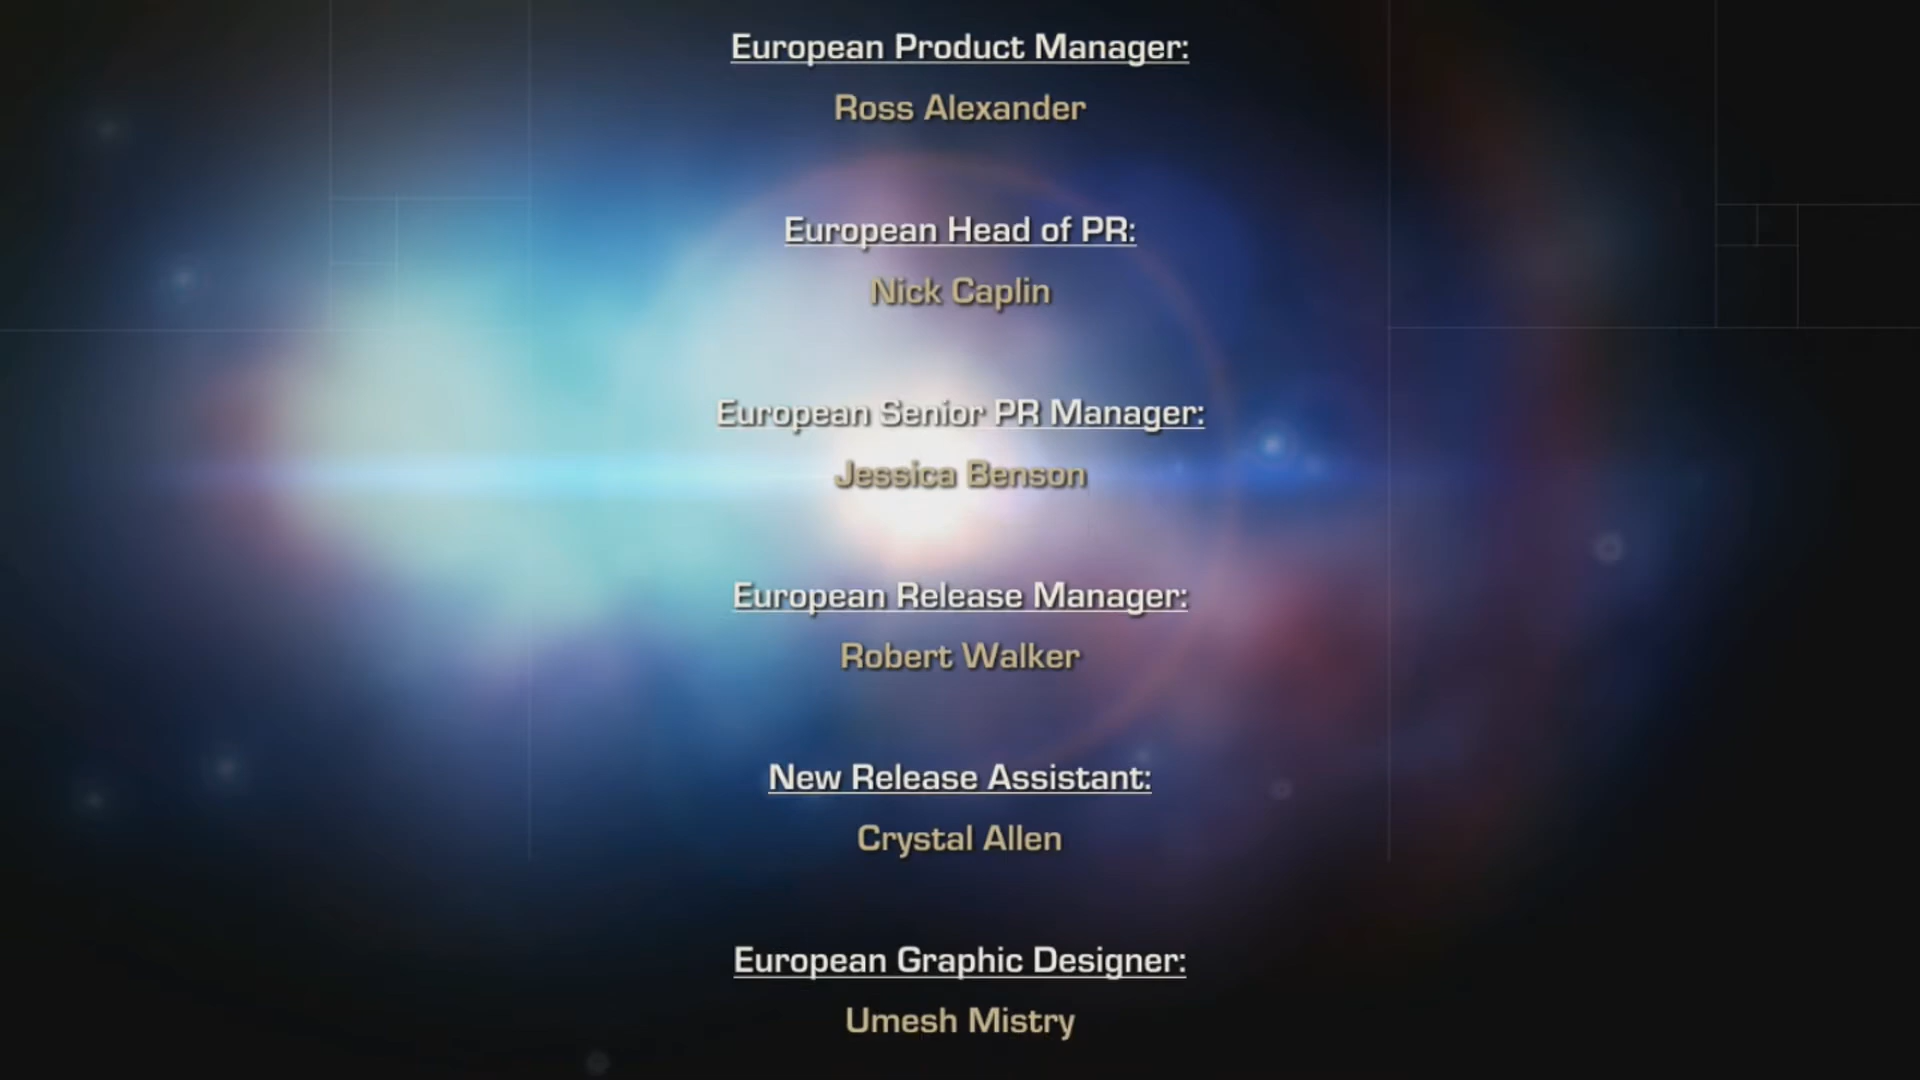 European Product Manager:
Ross Alexander
European Head of PR:
Nick Caplin
European Senior PR Manager:
Jessica Benson
European Release Manager:
Robert Walker
New Release Assistant:
Crystal Allen
European Graphic Designer:
Umesh Mistry